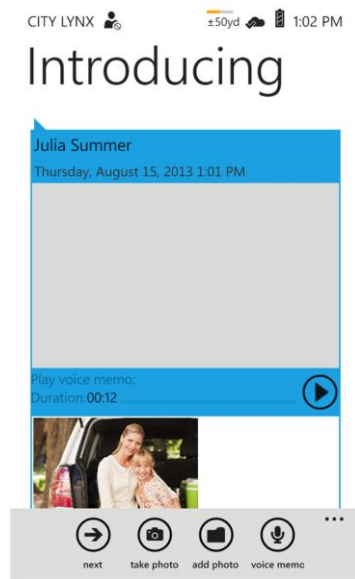 CITY LYNX ±50yd 1:02 PM
Introducing
Julia Summer
Thursday, August 15, 2013 1:01 PM
Play voice memo:
Duration:00:12
next take photo add photo voice memo